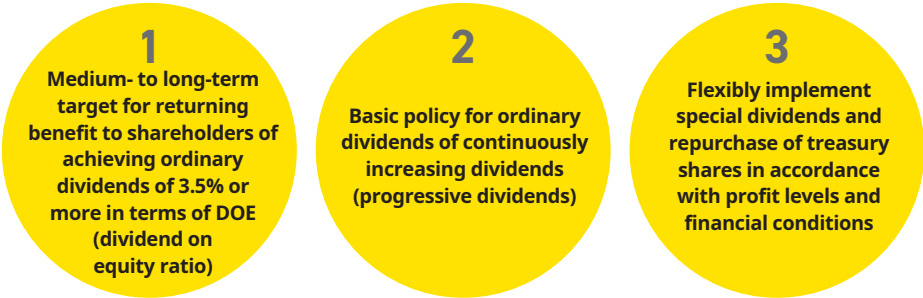 1
Medium- to long-term
target for returning
benefit to shareholders of
achieving ordinary
dividends of 3.5% or
more in terms of DOE
(dividend on
equity ratio)
2
Basic policy for ordinary
dividends of continuously
increasing dividends
(progressive dividends)
3
Flexibly implement
special dividends and
repurchase of treasury
shares in accordance
with profit levels and
financial conditions